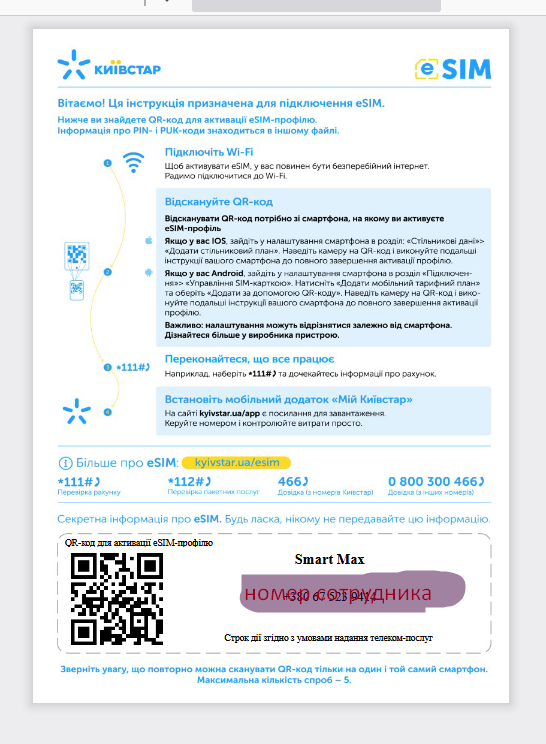 КИЇВСТАР
eSIM
Вітаємо! Ця інструкція призначена для підключення eSIM.
Нижче ви знайдете QR-код для активації eSIM-профілю.
Інформація про PIN- і PUK-коди знаходиться в іншому файлі.
1
Підключіть Wi-Fi
Щоб активувати eSIM, у вас повинен бути безперебійний інтернет.
Радимо підключитися до Wi-Fi.
Відскануйте QR-код
Відсканувати QR-код потрібно зі смартфона, на якому ви активуєте
eSIM-профіль
2
Якщо у вас IOS, зайдіть у налаштування смартфона в розділ: «Стільникові дані»>
«Додати стільниковий план». Наведіть камеру на QR-код і виконуйте подальші
інструкції вашого смартфона до повного завершення активації профілю.
Якщо у вас Android, зайдіть у налаштування смартфона в розділ «Підключен-
ня»> «Управління SIM-карткою». Натисніть «Додати мобільний тарифний план»
та оберіть «Додати за допомогою QR-коду». Наведіть камеру на QR-код і вико-
нуйте подальші інструкції вашого смартфона до повного завершення активації
профілю.
Важливо: налаштування можуть відрізнятися залежно від смартфона.
Дізнайтеся більше у виробника пристрою.
3
*111#
Переконайтеся, що все працює
Наприклад, наберіть *111# та дочекайтесь інформації про рахунок.
4
Встановіть мобільний додаток «Мій Київстар»
На сайті kyivstar.ua/app є посилання для завантаження.
Керуйте номером і контролюйте витрати просто.
Більше про eSIM: kyivstar.ua/esim
*111# *112# 466 0 800 300 466
Перевірка рахунку Перевірка пакетних послуг Довідка (з номерів Київстар) Довідка (з інших номерів)
Секретна інформація про eSIM. Будь ласка, нікому не передавайте цю інформацію.
QR-код для активації eSIM-профілю
Smart Max
номер сотрудника
Строк дії згідно з умовами надання телеком-послуг
Зверніть увагу, що повторно можна сканувати QR-код тільки на один і той самий смартфон.
Максимальна кількість спроб – 5.